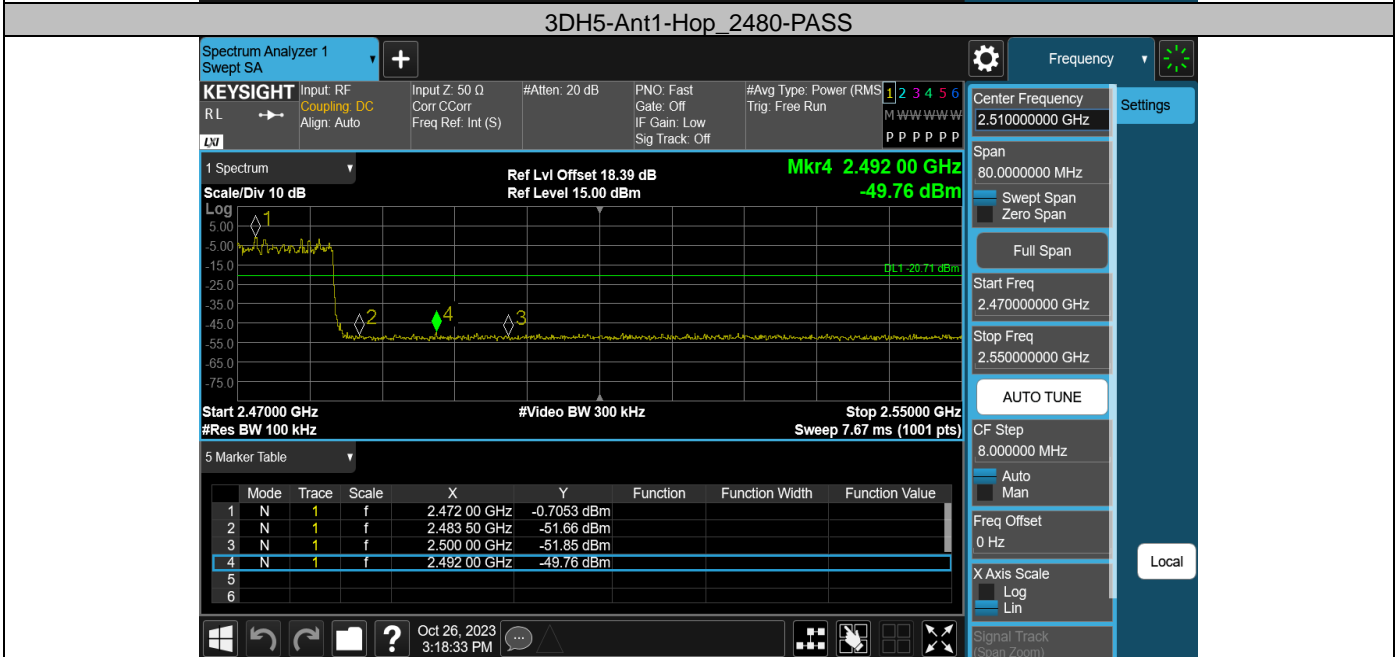 3DH5-Ant1-Hop_2480-PASS
Spectrum Analyzer 1
Swept SA
+
Frequency
KEYSIGHT
RL
LXI
Input: RF
Coupling: DC
Align: Auto
Input Z: 50 Ω
Corr CCorr
Freq Ref: Int (S)
#Atten: 20 dB
PNO: Fast
Gate: Off
IF Gain: Low
Sig Track: Off
#Avg Type: Power (RMS
Trig: Free Run
1 2 3 4 5 6
M W W W W W
P P P P P P
Settings
1 Spectrum
Scale/Div 10 dB
Ref Lvl Offset 18.39 dB
Ref Level 15.00 dBm
Mkr4 2.492 00 GHz
-49.76 dBm
Log
5.00
-5.00
-15.0
-25.0
-35.0
-45.0
-55.0
-65.0
-75.0
1
2
4
3
DL1 -20.71 dBm
Start 2.47000 GHz
#Res BW 100 kHz
#Video BW 300 kHz
Stop 2.55000 GHz
Sweep 7.67 ms (1001 pts)
5 Marker Table
Mode Trace Scale X Y Function Function Width Function Value
1 N 1 f 2.472 00 GHz -0.7053 dBm
2 N 1 f 2.483 50 GHz -51.66 dBm
3 N 1 f 2.500 00 GHz -51.85 dBm
4 N 1 f 2.492 00 GHz -49.76 dBm
5
6
Center Frequency
2.510000000 GHz
Span
80.0000000 MHz
Swept Span
Zero Span
Full Span
Start Freq
2.470000000 GHz
Stop Freq
2.550000000 GHz
AUTO TUNE
CF Step
8.000000 MHz
Auto
Man
Freq Offset
0 Hz
X Axis Scale
Log
Lin
Signal Track
(Span Zoom)
Local
?
Oct 26, 2023
3:18:33 PM